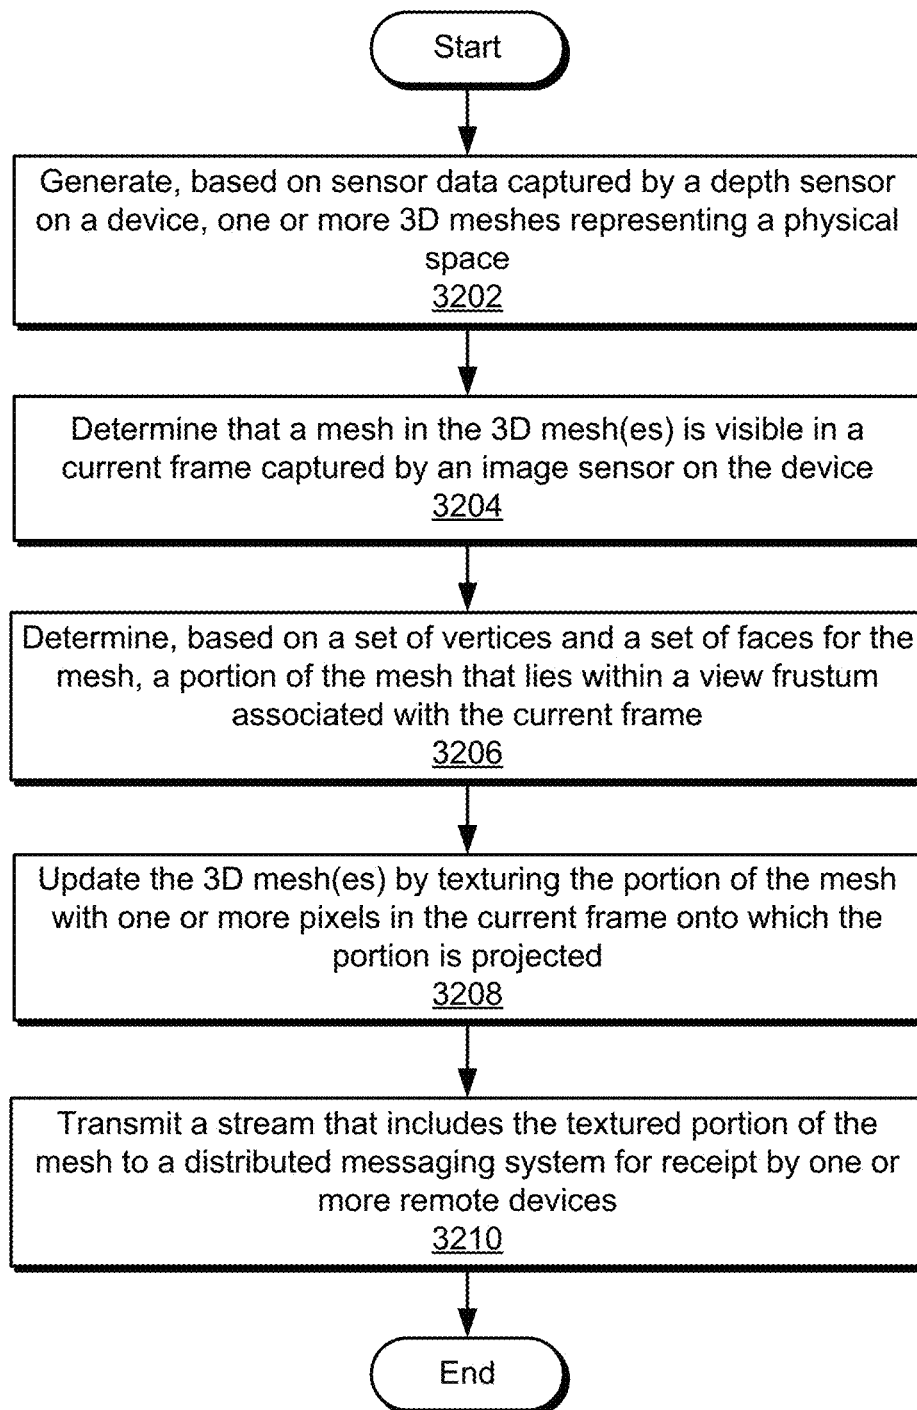 Start
Generate, based on sensor data captured by a depth sensor
on a device, one or more 3D meshes representing a physical
space
3202
Determine that a mesh in the 3D mesh(es) is visible in a
current frame captured by an image sensor on the device
3204
Determine, based on a set of vertices and a set of faces for the
mesh, a portion of the mesh that lies within a view frustum
associated with the current frame
3206
Update the 3D mesh(es) by texturing the portion of the mesh
with one or more pixels in the current frame onto which the
portion is projected
3208
Transmit a stream that includes the textured portion of the
mesh to a distributed messaging system for receipt by one or
more remote devices
3210
End